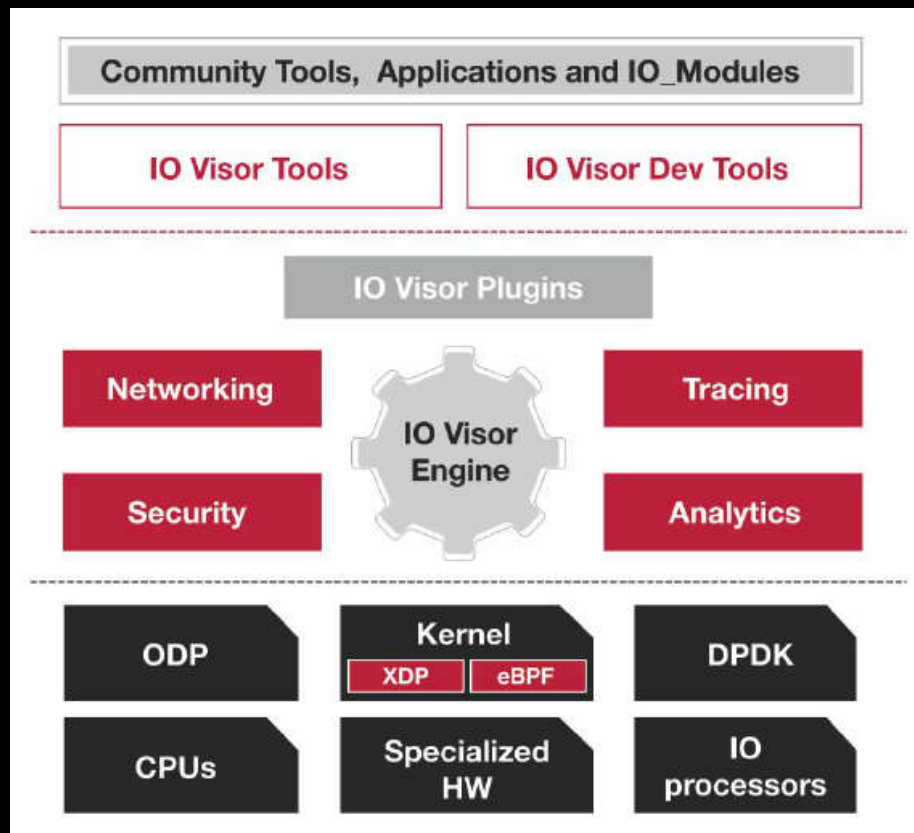 Community Tools, Applications and IO_Modules
IO Visor Tools
IO Visor Dev Tools
IO Visor Plugins
Networking
Tracing
IO Visor
Engine
Security
Analytics
ODP
Kernel
XDP
eBPF
DPDK
CPUs
Specialized
HW
IO
processors